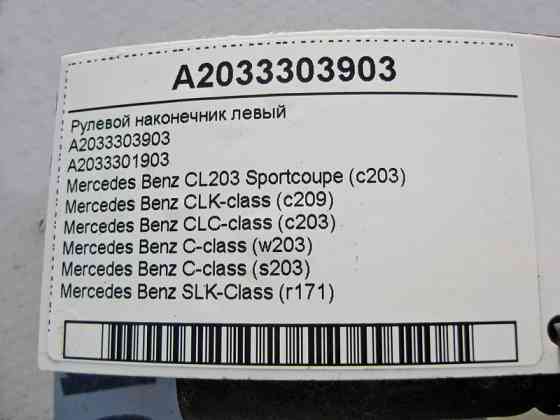 A2033303903
Рулевой наконечник левый
A2033303903
A2033301903
Mercedes Benz CL203 Sportcoupe (c203)
Mercedes Benz CLK-class (c209)
Mercedes Benz CLC-class (c203)
Mercedes Benz C-class (w203)
Mercedes Benz C-class (s203)
Mercedes Benz SLK-Class (r171)